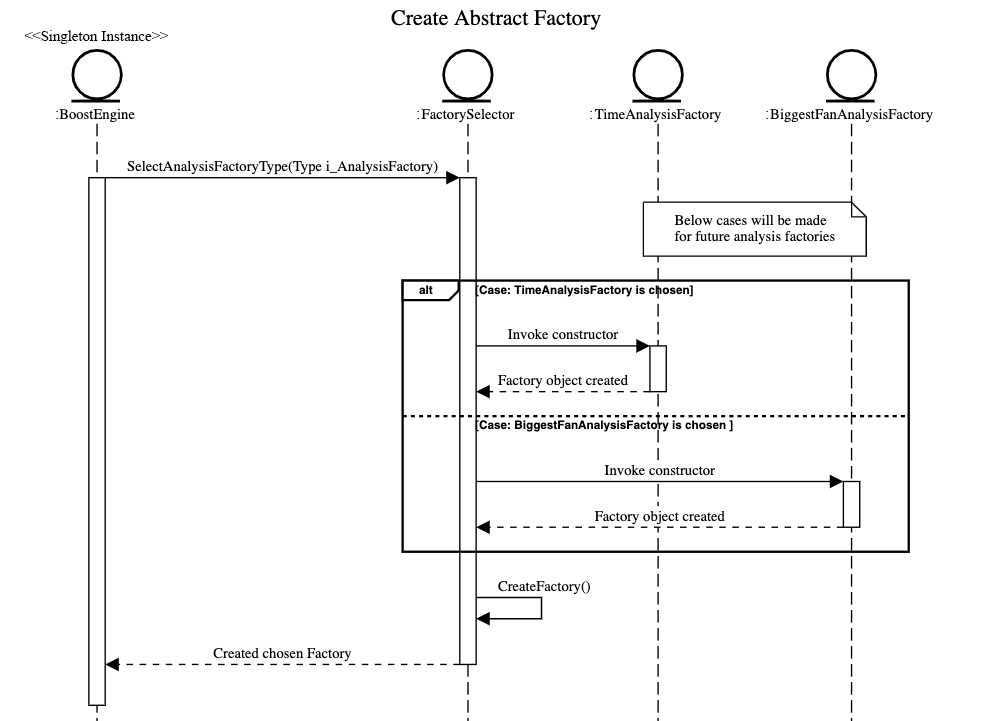 Create Abstract Factory
<<Singleton Instance>>
:BoostEngine
:FactorySelector
:TimeAnalysisFactory
:BiggestFanAnalysisFactory
SelectAnalysisFactoryType(Type i_AnalysisFactory)
Below cases will be made
for future analysis factories
alt
[Case: TimeAnalysisFactory is chosen]
Invoke constructor
Factory object created
[Case: BiggestFanAnalysisFactory is chosen ]
Invoke constructor
Factory object created
CreateFactory()
Created chosen Factory